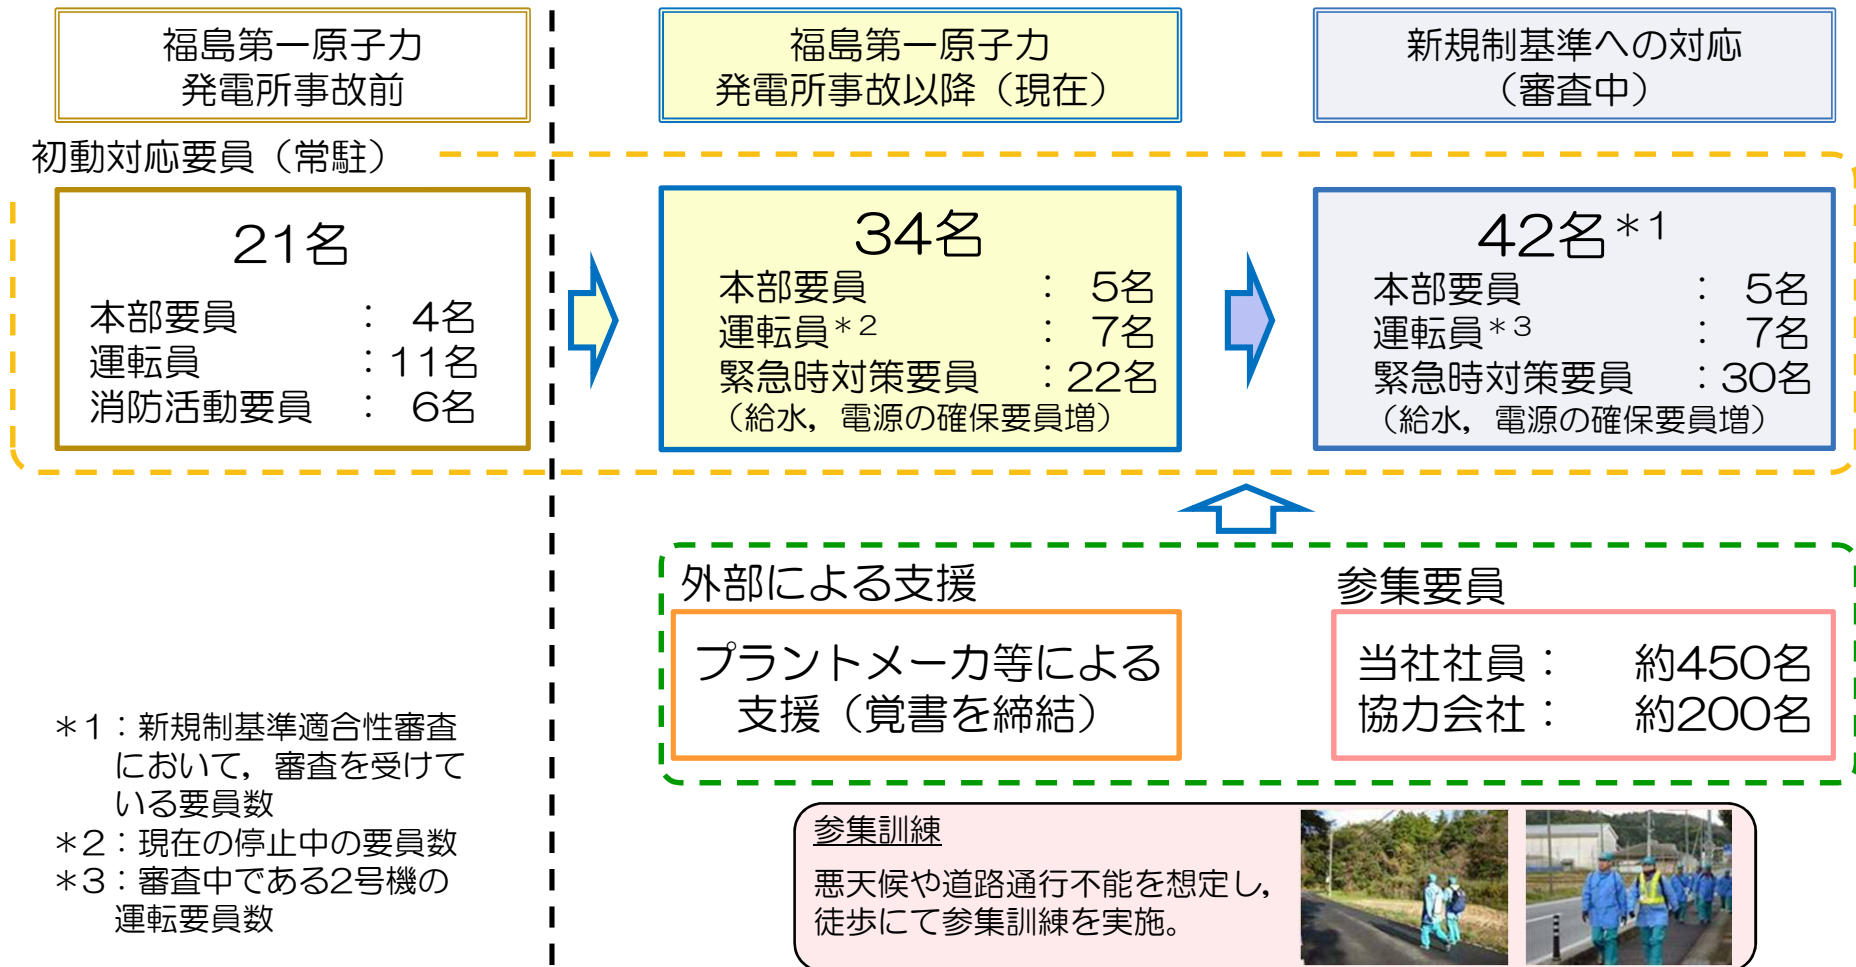 福島第一原子力
発電所事故前
福島第一原子力
発電所事故以降（現在）
新規制基準への対応
（審査中）
初動対応要員（常駐）
21名
本部要員 ： 4名
運転員 ：11名
消防活動要員 ： 6名
34名
本部要員 ： 5名
運転員＊2 ： 7名
緊急時対策要員 ：22名
（給水，電源の確保要員増）
42名＊1
本部要員 ： 5名
運転員＊3 ： 7名
緊急時対策要員 ：30名
（給水，電源の確保要員増）
外部による支援
プラントメーカ等による
支援（覚書を締結）
参集要員
当社社員： 約450名
協力会社： 約200名
＊1：新規制基準適合性審査
において，審査を受けて
いる要員数
＊2：現在の停止中の要員数
＊3：審査中である2号機の
運転要員数
参集訓練
悪天候や道路通行不能を想定し，
徒歩にて参集訓練を実施。